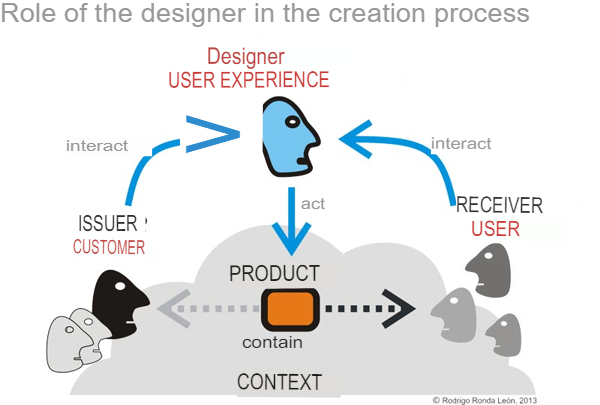 Role of the designer in the creation process
Designer
USER EXPERIENCE
interact
interact
act
ISSUER
CUSTOMER
RECEIVER
USER
PRODUCT
contain
CONTEXT
© Rodrigo Ronda León. 2013